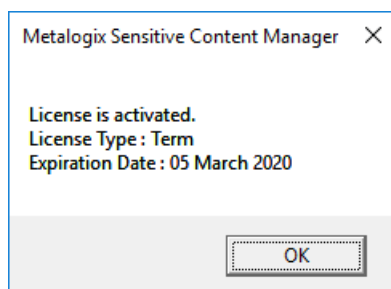 Metalogix Sensitive Content Manager
License is activated.
License Type : Term
Expiration Date : 05 March 2020
OK